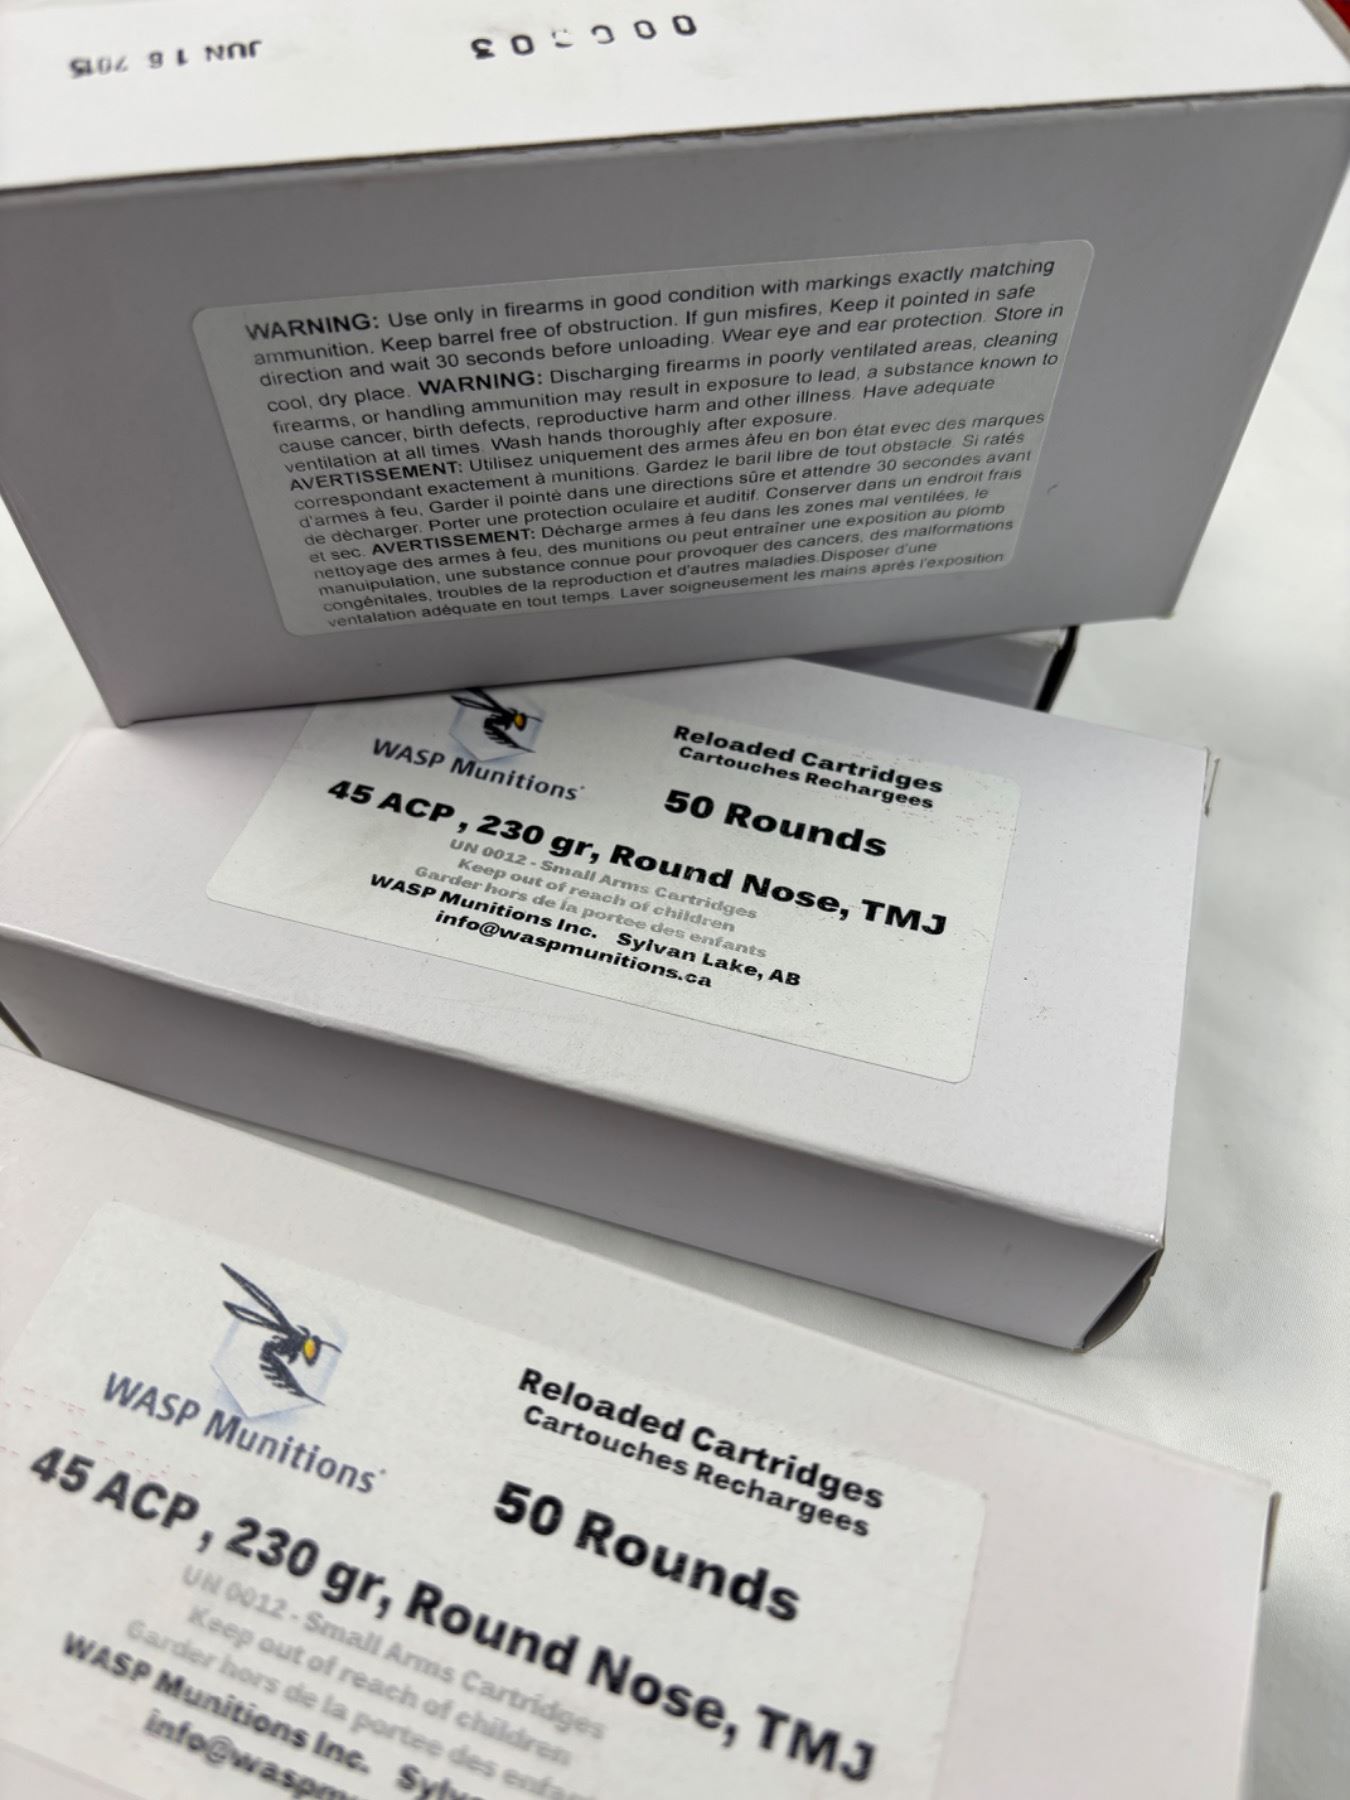 JUN 16 2015
WARNING: Use only in firearms in good condition with markings exactly matching
ammunition. Keep barrel free of obstruction. If gun misfires, Keep it pointed in safe
direction and wait 30 seconds before unloading. Wear eye and ear protection. Store in
cool, dry place. WARNING: Discharging firearms in poorly ventilated areas, cleaning
firearms, or handling ammunition may result in exposure to lead, a substance known to
cause cancer, birth defects, reproductive harm and other illness. Have adequate
ventilation at all times. Wash hands thoroughly after exposure.
AVERTISSEMENT: Utilisez uniquement des armes àfeu en bon état evec des marques
correspondant exactement à munitions. Gardez le baril libre de tout obstacle. Si ratés
d'armes à feu, Garder il pointé dans une directions sûre et attendre 30 secondes avant
de décharger. Porter une protection oculaire et auditif. Conserver dans un endroit frais
et sec. AVERTISSEMENT: Décharge armes à feu dans les zones mal ventilées, le
nettoyage des armes à feu, des munitions ou peut entraîner une exposition au plomb
manuipulation, une substance connue pour provoquer des cancers, des malformations
congénitales, troubles de la reproduction et d'autres maladies.Disposer d'une
ventalation adéquate en tout temps. Laver soigneusement les mains aprés l'exposition
WASP Munitions
Reloaded Cartridges
Cartouches Rechargees
50 Rounds
45 ACP , 230 gr, Round Nose, TMJ
UN 0012 - Small Arms Cartridges
Keep out of reach of children
Garder hors de la portee des enfants
WASP Munitions Inc. Sylvan Lake, AB
info@waspmunitions.ca
WASP Munitions
Reloaded Cartridges
Cartouches Rechargees
50 Rounds
45 ACP , 230 gr, Round Nose, TMJ
UN 0012 - Small Arms Cartridges
Keep out of reach of children
Garder hors de la portee des enfan
WASP Munitions Inc. Sylv
info@waspm